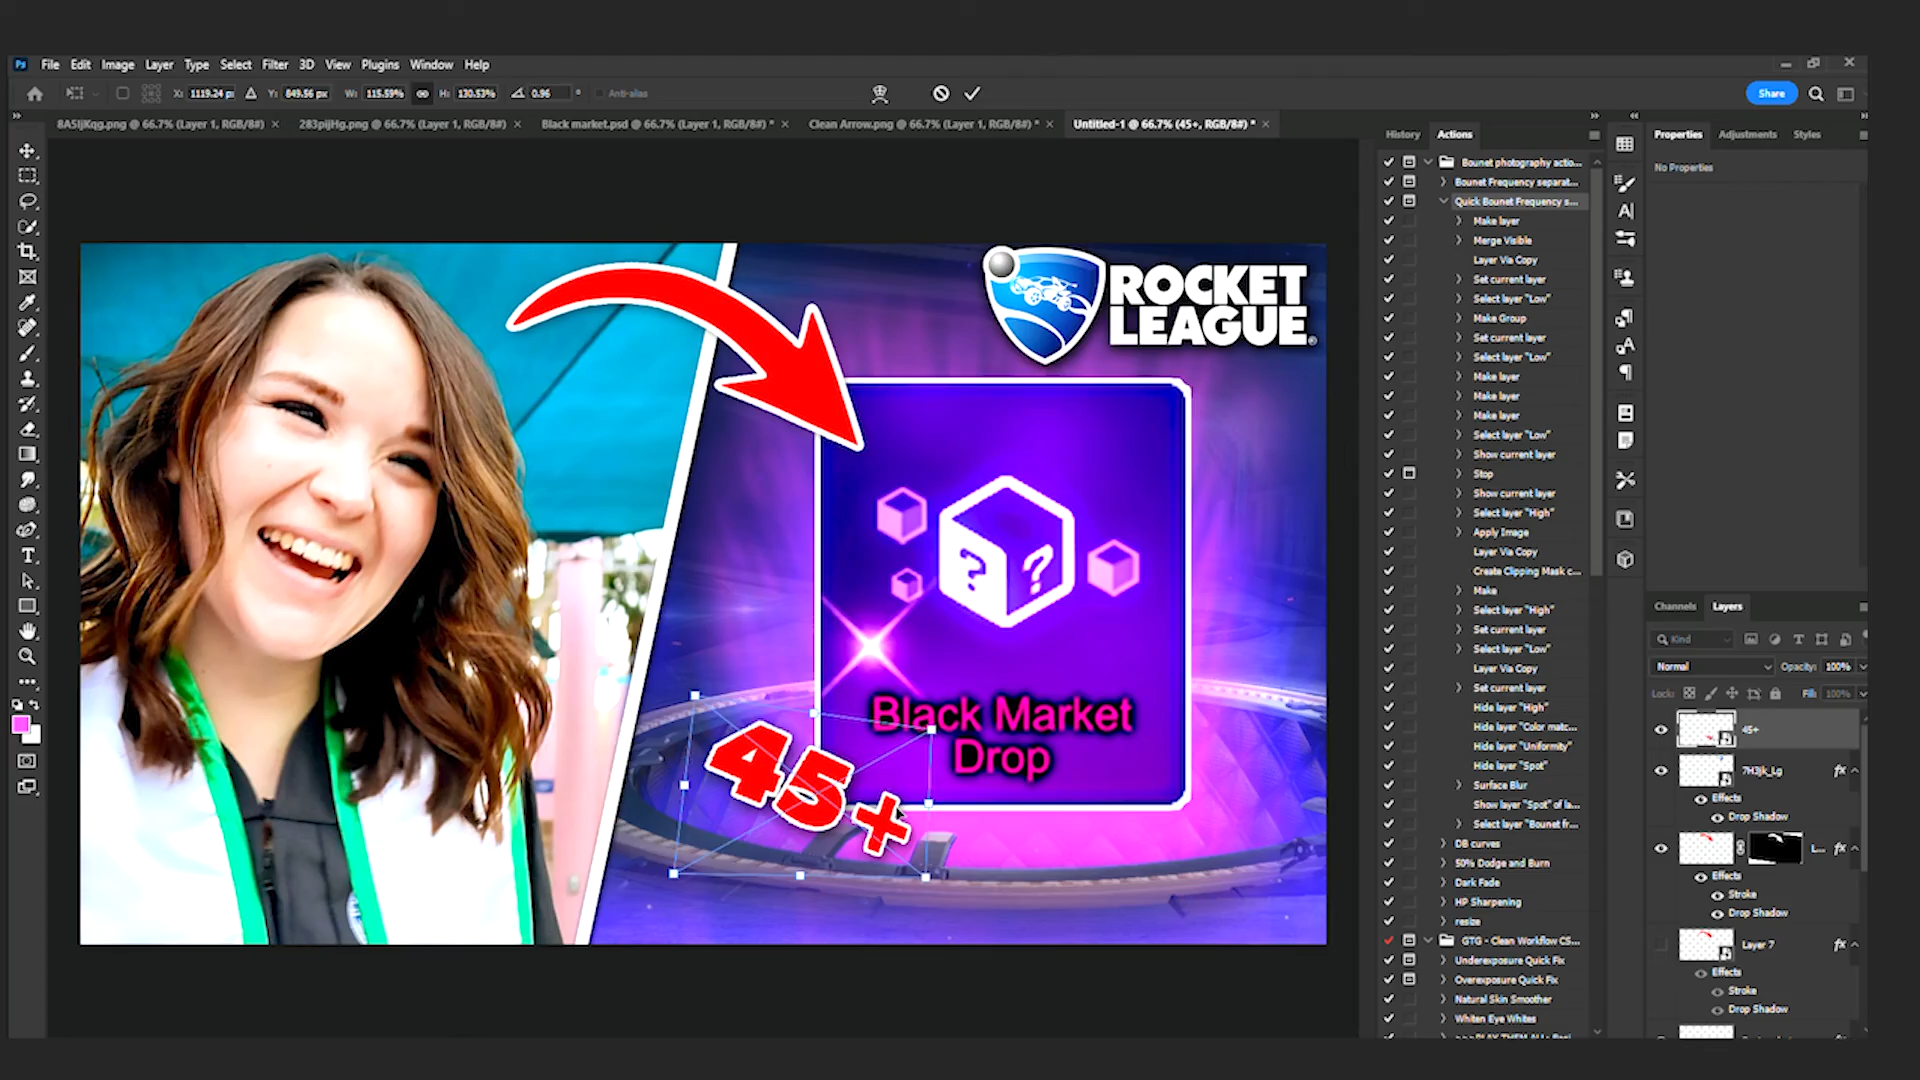 Ps File Edit Image Layer Type Select Filter 3D View Plugins Window Help
X: 1119.24 p Y: 849.56 px W: 115.59% H: 130.53% 0.96 ° Anti-alias Share
8A5IjKqg.png @ 66.7% (Layer 1, RGB/8#) × 283pijHg.png @ 66.7% (Layer 1, RGB/8#) × Black market.psd @ 66.7% (Layer 1, RGB/8#) * × Clean Arrow.png @ 66.7% (Layer 1, RGB/8#) * × Untitled-1 @ 66.7% (45+, RGB/8#) * ×
ROCKET
LEAGUE
®
? ?
Black Market
Drop
45+
History Actions
Bounet photography actio...
Bounet Frequency separat...
Quick Bounet Frequency s...
Make layer
Merge Visible
Layer Via Copy
Set current layer
Select layer "Low"
Make Group
Set current layer
Select layer "Low"
Make layer
Make layer
Make layer
Select layer "Low"
Show current layer
Stop
Show current layer
Select layer "High"
Apply Image
Layer Via Copy
Create Clipping Mask c...
Make
Select layer "High"
Set current layer
Select layer "Low"
Layer Via Copy
Set current layer
Hide layer "High"
Hide layer "Color matc...
Hide layer "Uniformity"
Hide layer "Spot"
Surface Blur
Show layer "Spot" of la...
Select layer "Bounet fr...
DB curves
50% Dodge and Burn
Dark Fade
HP Sharpening
resize
GTG - Clean Workflow CS...
Underexposure Quick Fix
Overexposure Quick Fix
Natural Skin Smoother
Whiten Eye Whites
Properties Adjustments Styles
No Properties
Channels Layers
Kind
Normal Opacity: 100%
Lock: Fill: 100%
45+
7H3jk_Lg fx
Effects
Drop Shadow
L... fx
Effects
Stroke
Drop Shadow
Layer 7 fx
Effects
Stroke
Drop Shadow